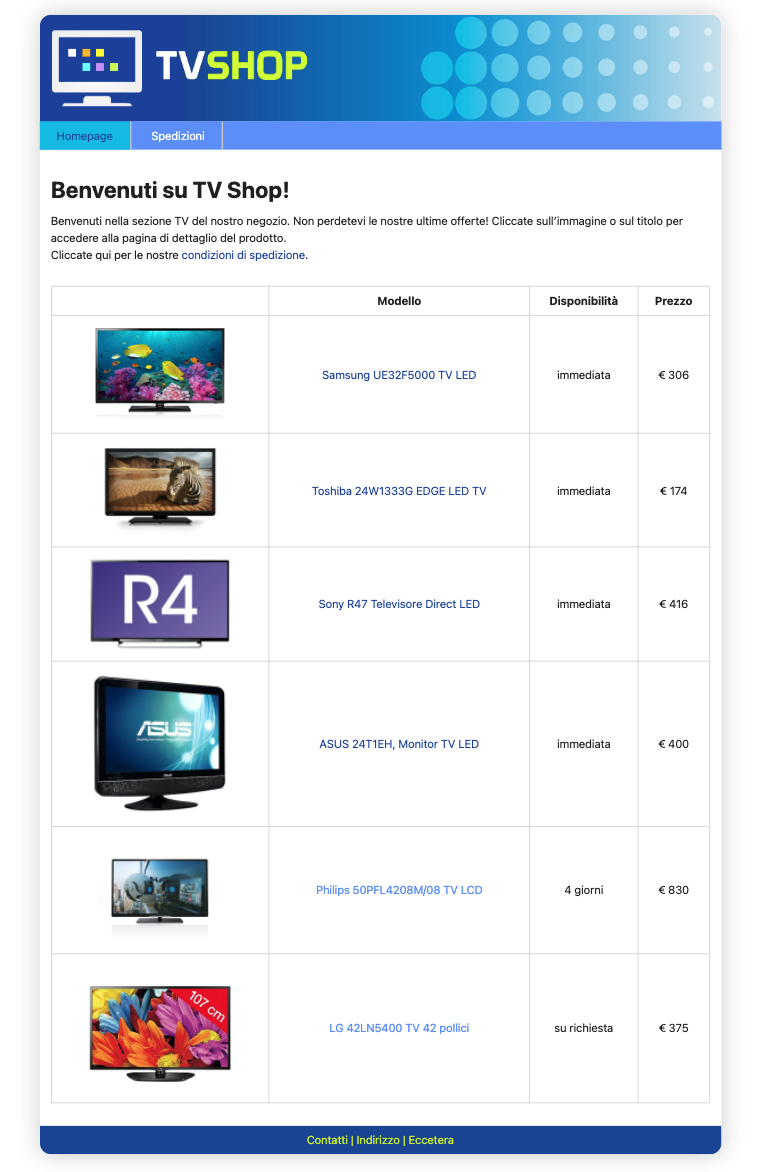 TVSHOP
Homepage Spedizioni
Benvenuti su TV Shop!
Benvenuti nella sezione TV del nostro negozio. Non perdetevi le nostre ultime offerte! Cliccate sull'immagine o sul titolo per
accedere alla pagina di dettaglio del prodotto.
Cliccate qui per le nostre condizioni di spedizione.
Modello Disponibilità Prezzo
Samsung UE32F5000 TV LED immediata € 306
Toshiba 24W1333G EDGE LED TV immediata € 174
R4 Sony R47 Televisore Direct LED immediata € 416
ASUS ASUS 24T1EH, Monitor TV LED immediata € 400
Philips 50PFL4208M/08 TV LCD 4 giorni € 830
107 cm LG 42LN5400 TV 42 pollici su richiesta € 375
Contatti | Indirizzo | Eccetera